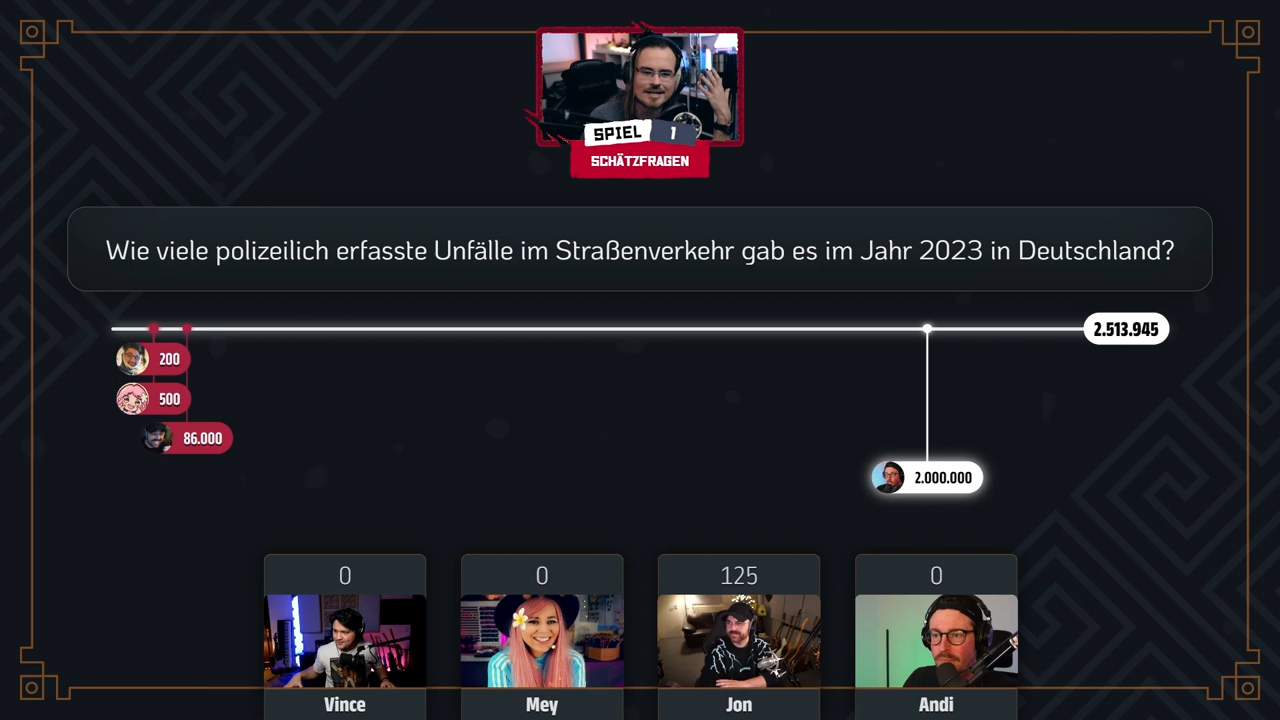 SPIEL 1
SCHÄTZFRAGEN
Wie viele polizeilich erfasste Unfälle im Straßenverkehr gab es im Jahr 2023 in Deutschland?
2.513.945
200
500
86.000
2.000.000
0
0
125
0
Vince
Mey
Jon
Andi